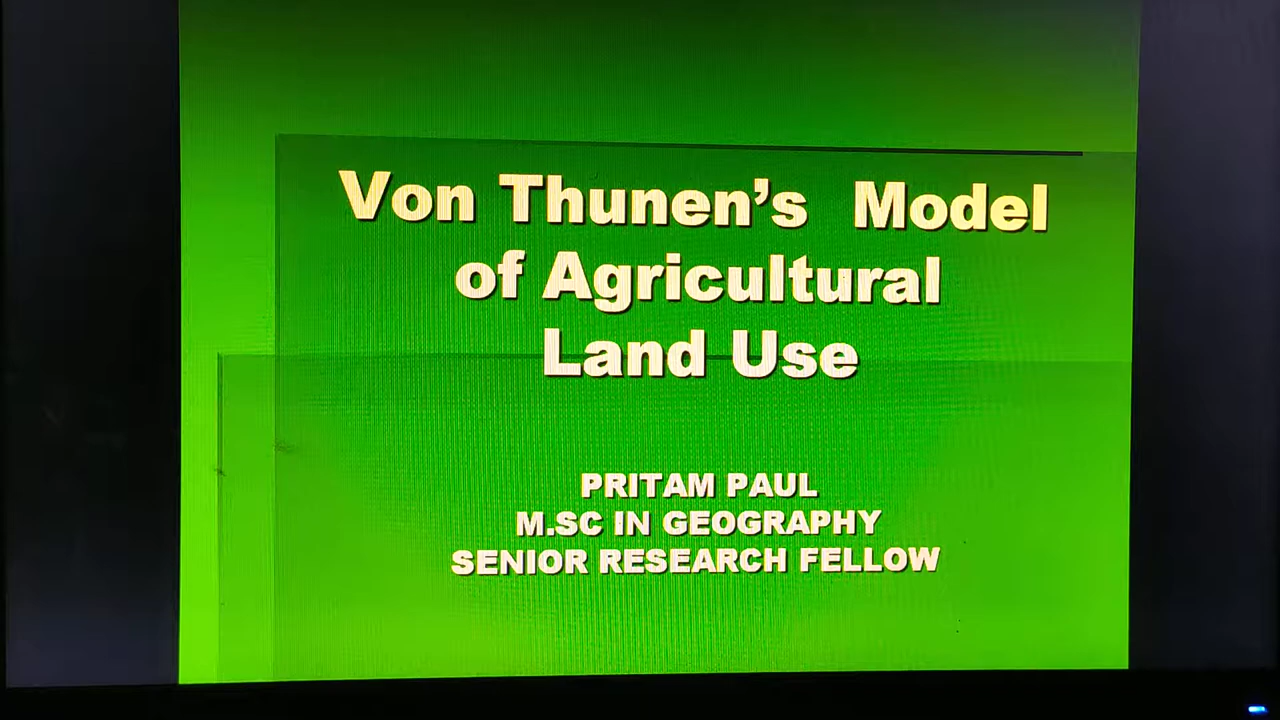 Von Thunen's Model
of Agricultural
Land Use
PRITAM PAUL
M.SC IN GEOGRAPHY
SENIOR RESEARCH FELLOW